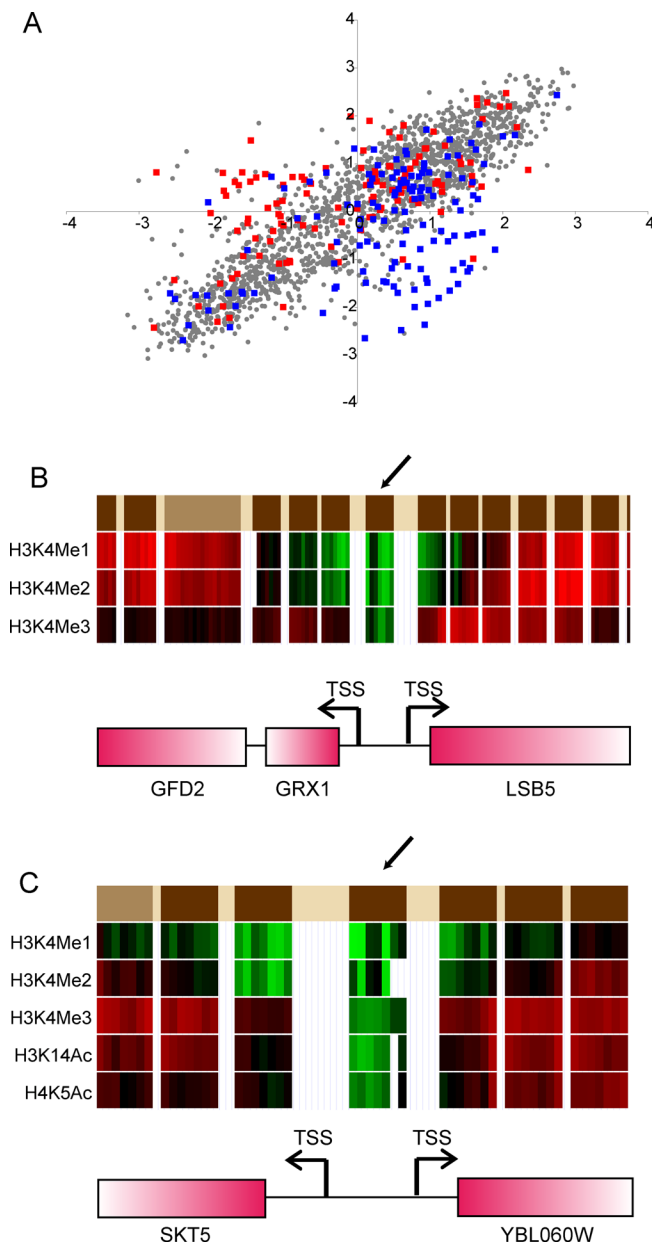 A
4
3
2
1
0
-4 -3 -2 -1 0 1 2 3 4
-1
-2
-3
-4
B
H3K4Me1
H3K4Me2
H3K4Me3
TSS TSS
GFD2 GRX1 LSB5
C
H3K4Me1
H3K4Me2
H3K4Me3
H3K14Ac
H4K5Ac
TSS TSS
SKT5 YBL060W